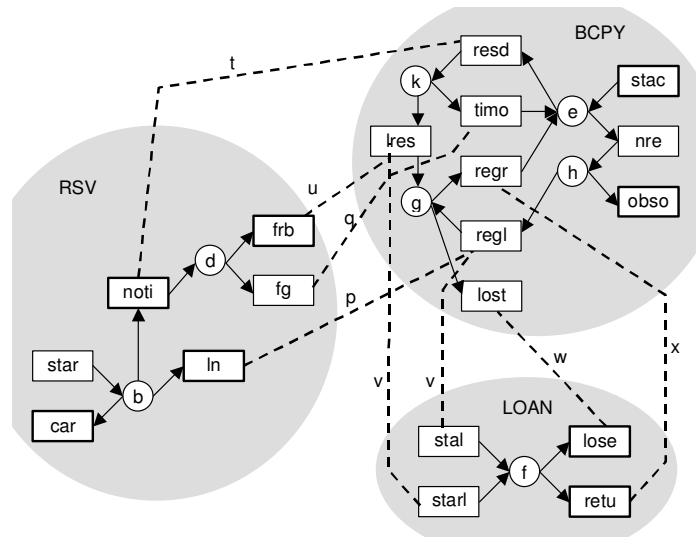 BCPY
resd
t
k
stac
timo
e
lres
nre
RSV
h
u
regr
q
g
obso
frb
regl
d
fg
noti
p
lost
star
ln
x
w
b
v
v
LOAN
car
stal
lose
f
starl
retu